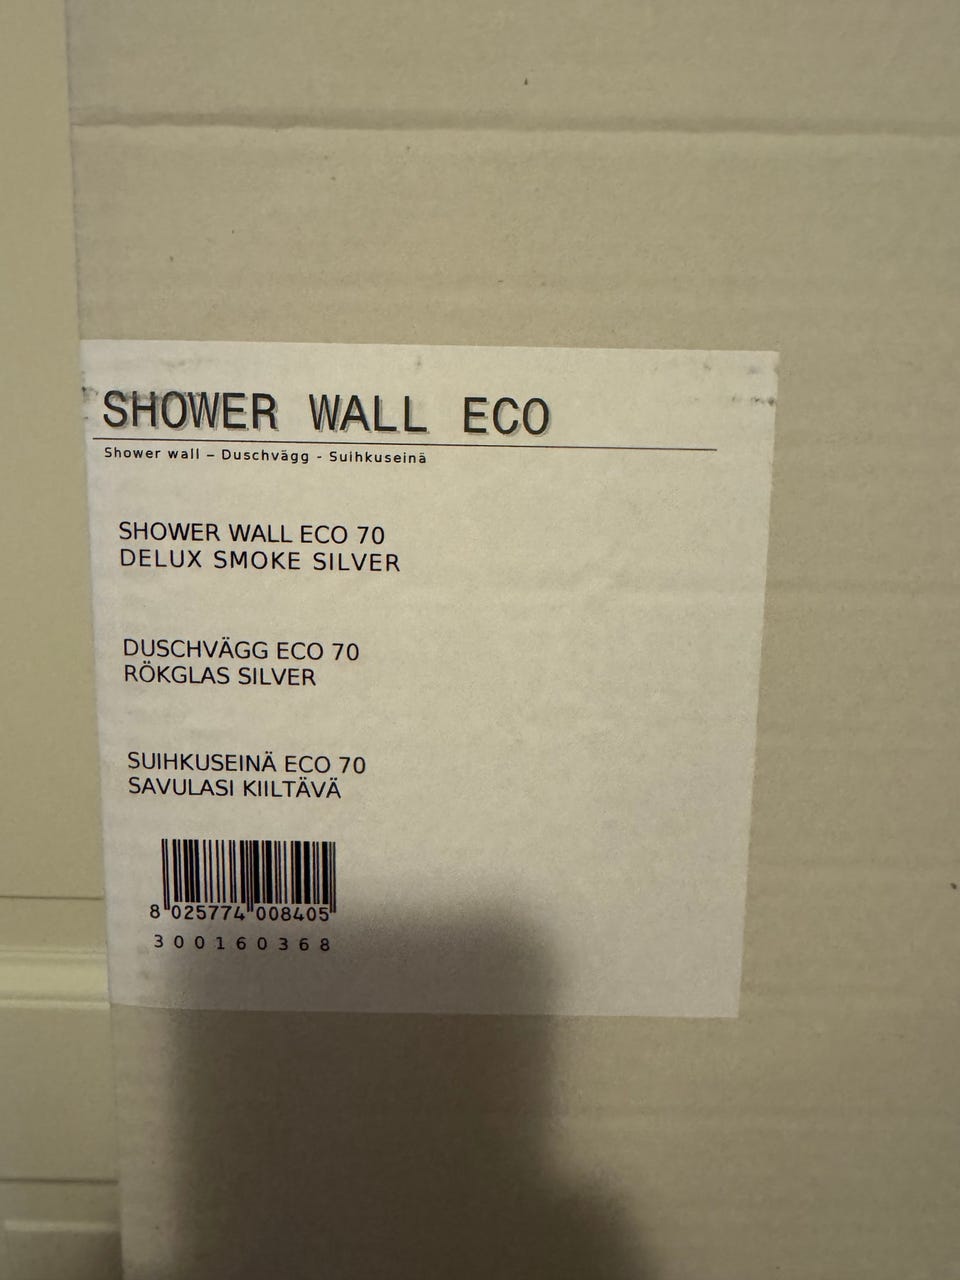 SHOWER WALL ECO
Shower wall – Duschvägg - Suihkuseinä
SHOWER WALL ECO 70
DELUX SMOKE SILVER
DUSCHVÄGG ECO 70
RÖKGLAS SILVER
SUIHKUSEINÄ ECO 70
SAVULASI KIILTÄVÄ
8 025774 008405
300160368